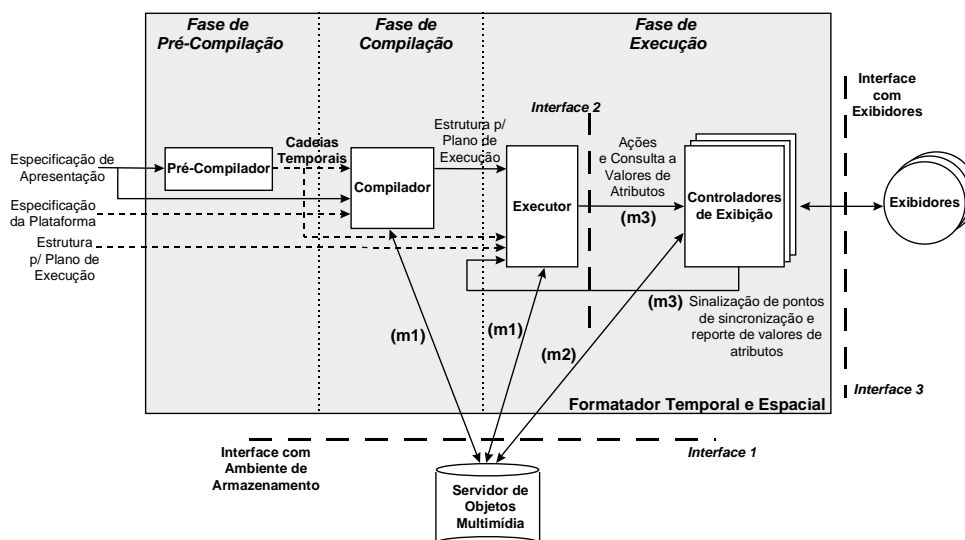 Fase de
Pré-Compilação
Fase de
Compilação
Fase de
Execução
Interface
com
Exibidores
Interface 2
Cadeias
Temporais
Estrutura p/
Plano de
Execução
Ações
e Consulta a
Valores de
Atributos
(m3)
Especificação de
Apresentação
Pré-Compilador
Compilador
Executor
Controladores
de Exibição
Exibidores
Especificação
da Plataforma
Estrutura
p/ Plano de
Execução
(m3)
Sinalização de pontos
de sincronização e
reporte de valores de
atributos
(m1)
(m1)
(m2)
Interface 3
Formatador Temporal e Espacial
Interface com
Ambiente de
Armazenamento
Interface 1
Servidor de
Objetos
Multimídia